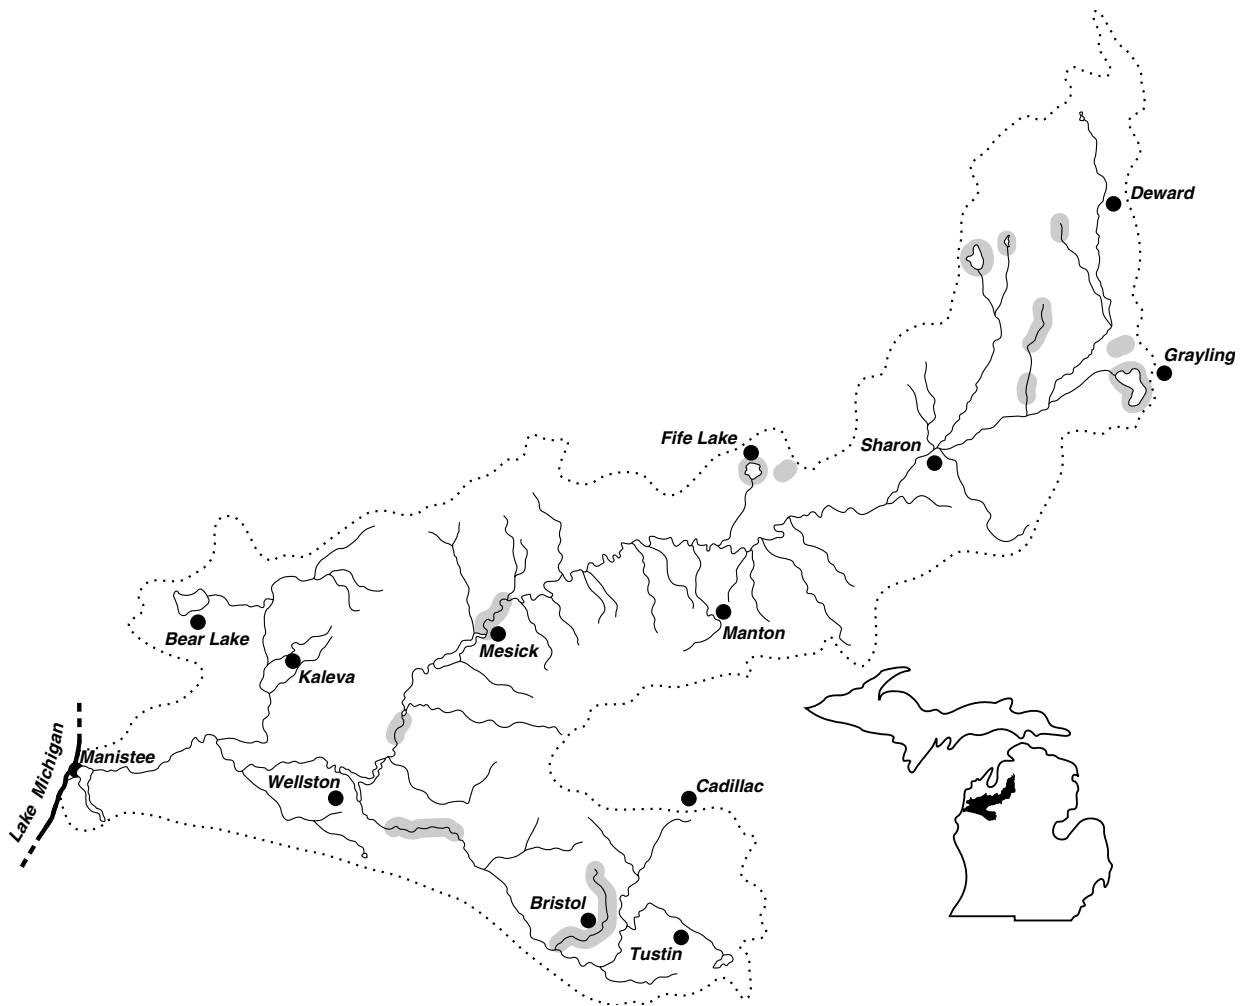 Deward
Grayling
Fife Lake
Sharon
Bear Lake
Mesick
Manton
Kaleva
Lake Michigan
Manistee
Wellston
Cadillac
Bristol
Tustin